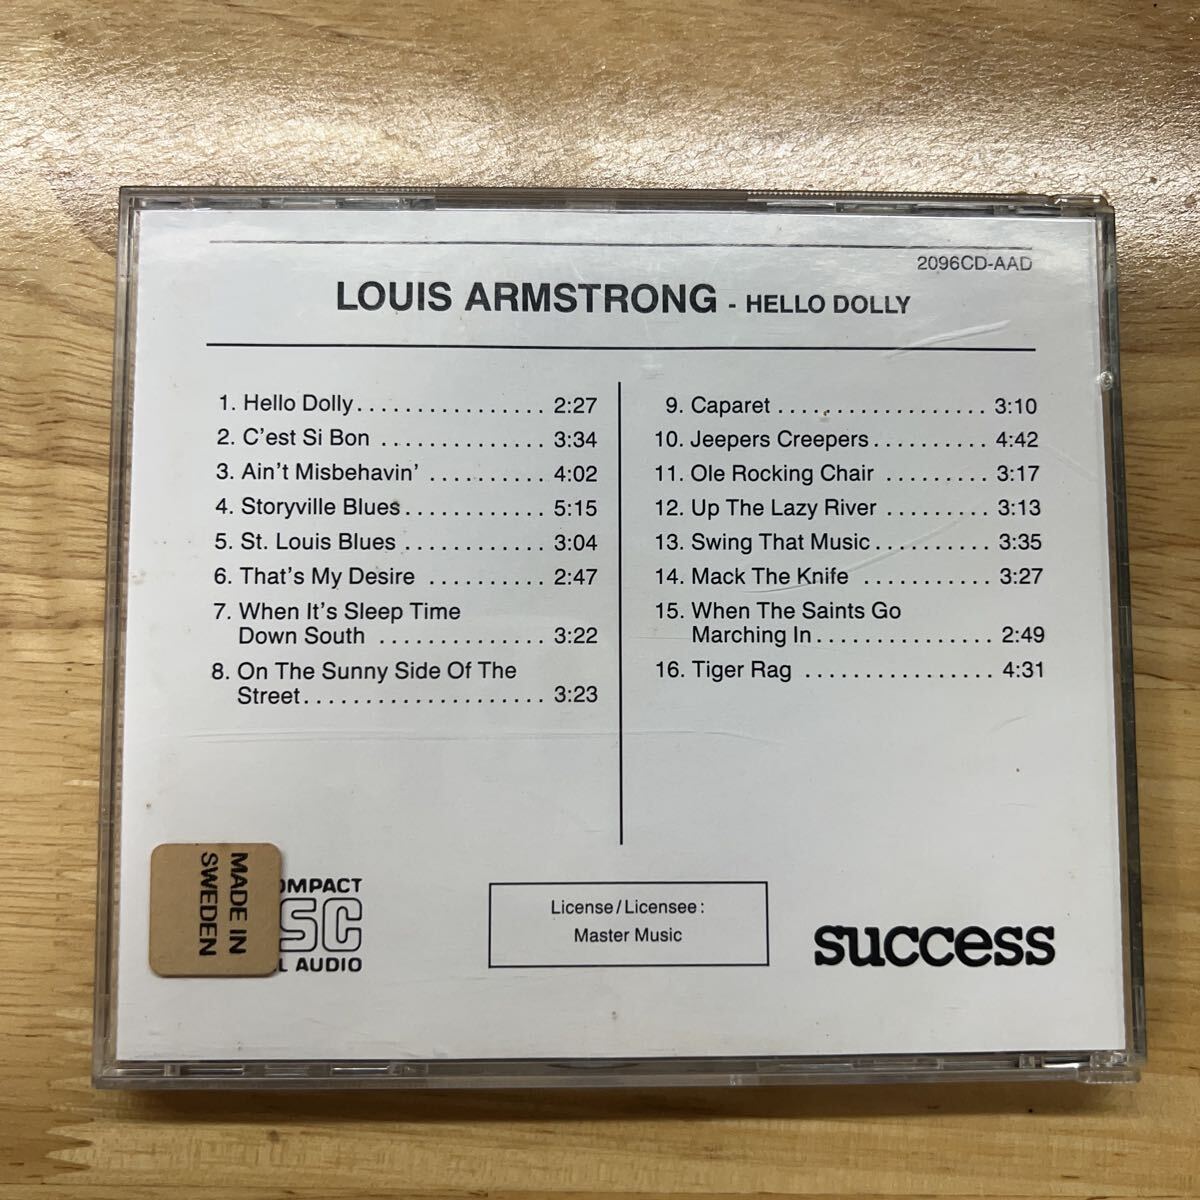 2096CD-AAD
LOUIS ARMSTRONG - HELLO DOLLY
1. Hello Dolly................ 2:27
2. C'est Si Bon .............. 3:34
3. Ain't Misbehavin' .......... 4:02
4. Storyville Blues............ 5:15
5. St. Louis Blues ............ 3:04
6. That's My Desire .......... 2:47
7. When It's Sleep Time
Down South .............. 3:22
8. On The Sunny Side Of The
Street..................... 3:23
9. Caparet .................. 3:10
10. Jeepers Creepers.......... 4:42
11. Ole Rocking Chair ......... 3:17
12. Up The Lazy River ......... 3:13
13. Swing That Music.......... 3:35
14. Mack The Knife ........... 3:27
15. When The Saints Go
Marching In............... 2:49
16. Tiger Rag ................ 4:31
MADE IN
SWEDEN
OMPACT
SC
L AUDIO
License/Licensee:
Master Music
success